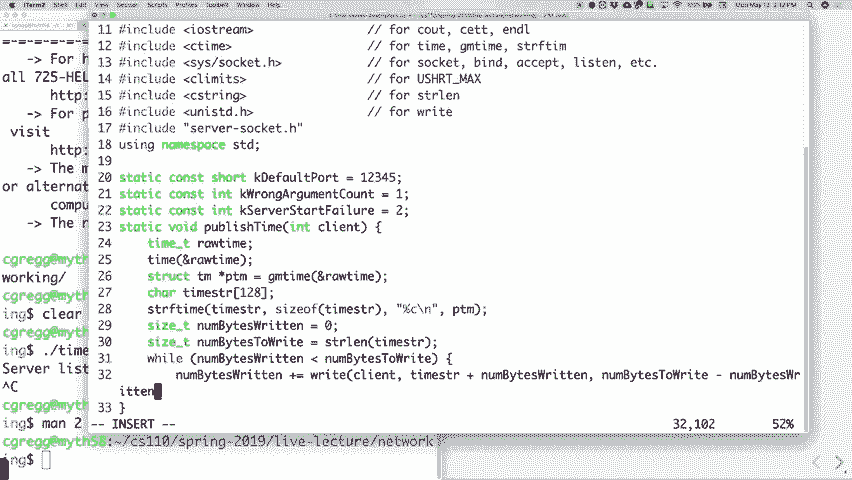 iTerm2 Shell Edit View Session Scripts Profiles Toolbelt Window Help
Mon May 13 3:12 PM
-> For h
all 725-HEL
http:
-> For p
visit
http:
-> The m
or alternat
compu
-> The n
cgregg@myth
working/
cgregg@myth
ing$ clear
cgregg@myth
ing$ ./time
Server list
^C
cgregg@myth
ing$ man 2
cgregg@myth58:~/cs110/spring-2019/live-lecture/network
ing$
11 #include <iostream> // for cout, cett, endl
12 #include <ctime> // for time, gmtime, strftim
13 #include <sys/socket.h> // for socket, bind, accept, listen, etc.
14 #include <climits> // for USHRT_MAX
15 #include <cstring> // for strlen
16 #include <unistd.h> // for write
17 #include "server-socket.h"
18 using namespace std;
19
20 static const short kDefaultPort = 12345;
21 static const int kWrongArgumentCount = 1;
22 static const int kServerStartFailure = 2;
23 static void publishTime(int client) {
24 time_t rawtime;
25 time(&rawtime);
26 struct tm *ptm = gmtime(&rawtime);
27 char timestr[128];
28 strftime(timestr, sizeof(timestr), "%c\n", ptm);
29 size_t numBytesWritten = 0;
30 size_t numBytesToWrite = strlen(timestr);
31 while (numBytesWritten < numBytesToWrite) {
32 numBytesWritten += write(client, timestr + numBytesWritten, numBytesToWrite - numBytesWr
itten
33 }
-- INSERT -- 32,102 52%